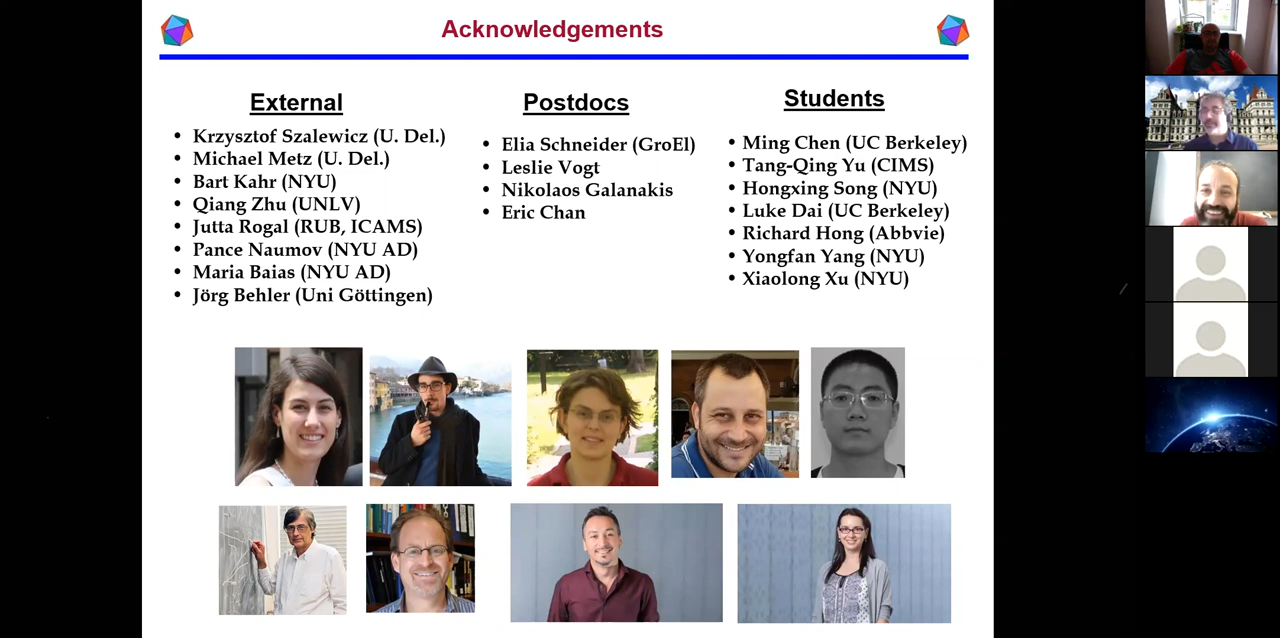 Acknowledgements
External
Krzysztof Szalewicz (U. Del.)
Michael Metz (U. Del.)
Bart Kahr (NYU)
Qiang Zhu (UNLV)
Jutta Rogal (RUB, ICAMS)
Pance Naumov (NYU AD)
Maria Baias (NYU AD)
Jörg Behler (Uni Göttingen)
Postdocs
Elia Schneider (GroEl)
Leslie Vogt
Nikolaos Galanakis
Eric Chan
Students
Ming Chen (UC Berkeley)
Tang-Qing Yu (CIMS)
Hongxing Song (NYU)
Luke Dai (UC Berkeley)
Richard Hong (Abbvie)
Yongfan Yang (NYU)
Xiaolong Xu (NYU)